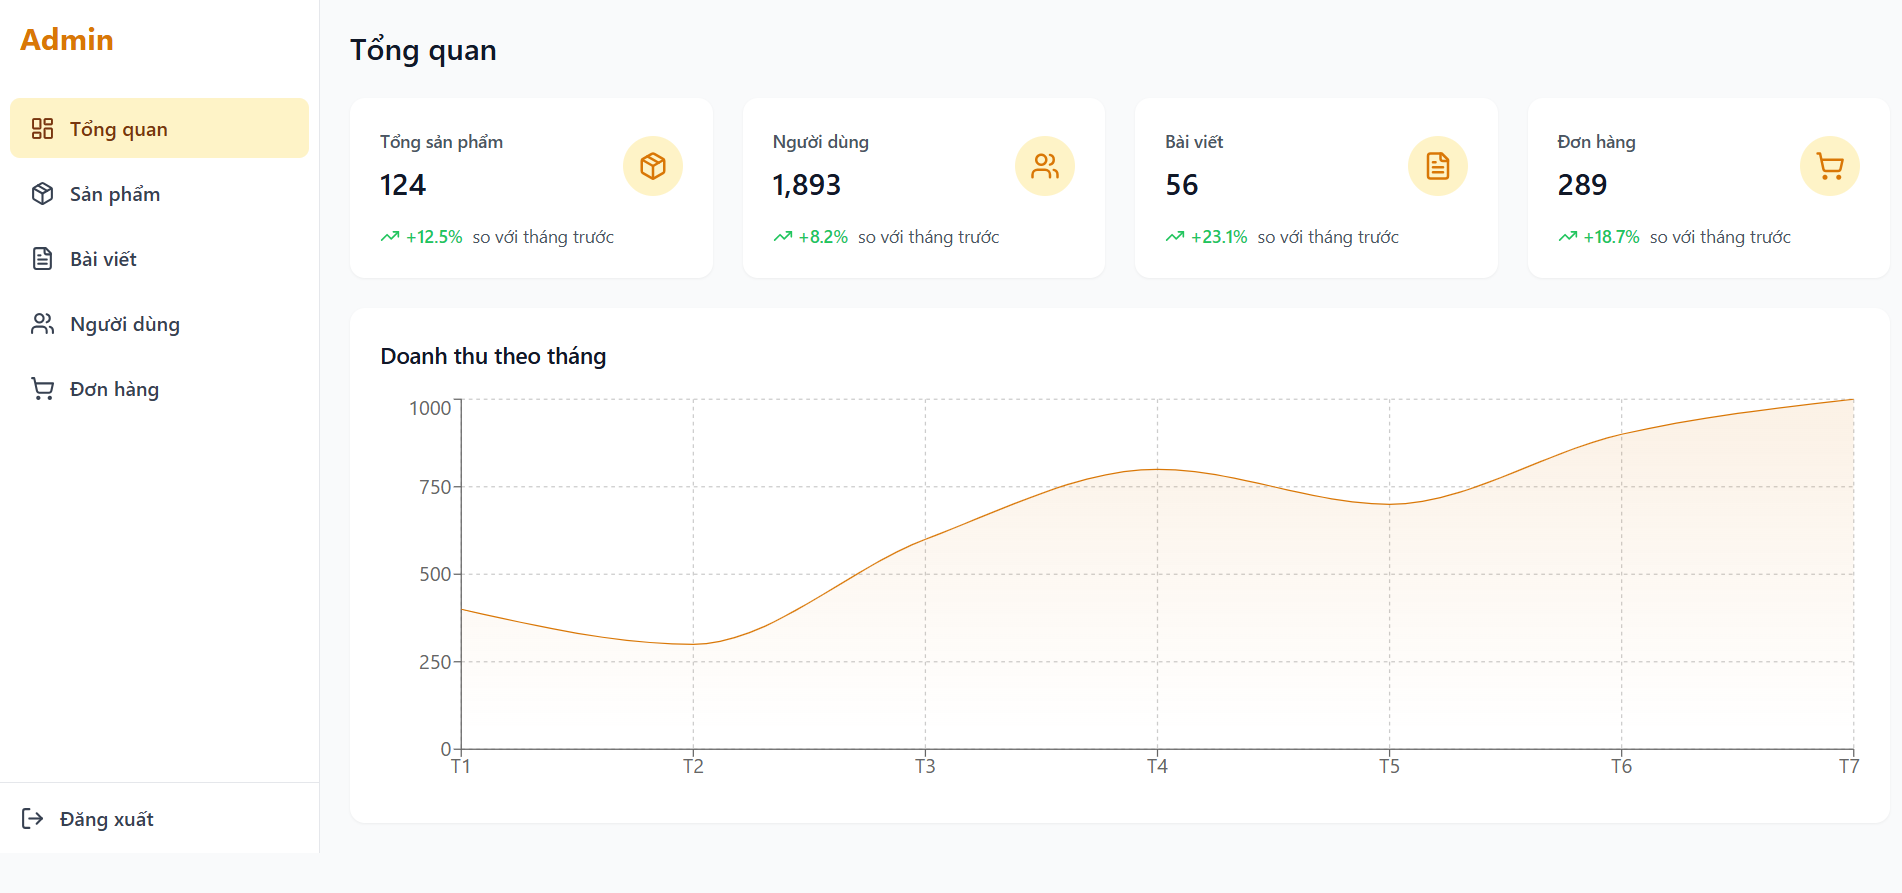 Admin
Tổng quan
Sản phẩm
Bài viết
Người dùng
Đơn hàng
Đăng xuất
Tổng quan
Tổng sản phẩm
124
+12.5% so với tháng trước
Người dùng
1,893
+8.2% so với tháng trước
Bài viết
56
+23.1% so với tháng trước
Đơn hàng
289
+18.7% so với tháng trước
Doanh thu theo tháng
1000
750
500
250
0
T1 T2 T3 T4 T5 T6 T7